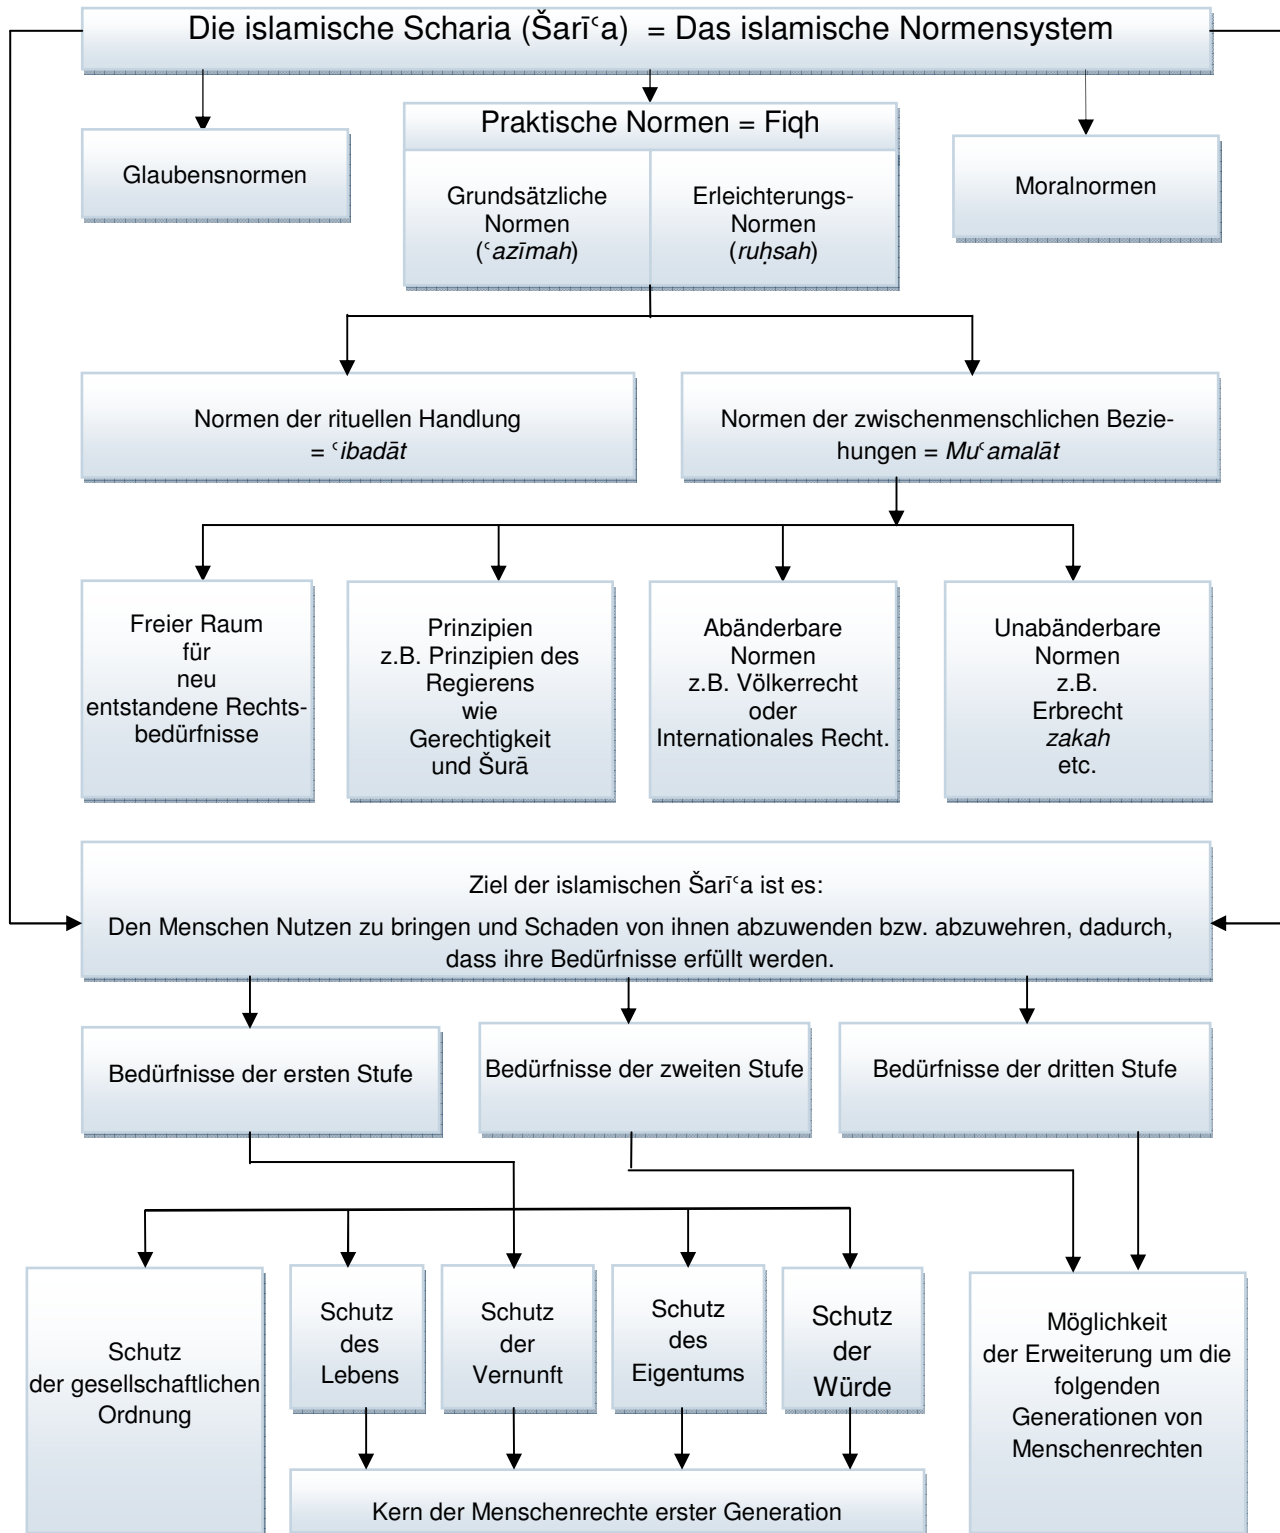 Die islamische Scharia (Šarīʿa) = Das islamische Normensystem
Glaubensnormen
Praktische Normen = Fiqh
Grundsätzliche
Normen
(ʿazīmah)
Erleichterungs-
Normen
(ruḥsah)
Moralnormen
Normen der rituellen Handlung
= ʿibadāt
Normen der zwischenmenschlichen Bezie-
hungen = Muʿamalāt
Freier Raum
für
neu
entstandene Rechts-
bedürfnisse
Prinzipien
z.B. Prinzipien des
Regierens
wie
Gerechtigkeit
und Šurā
Abänderbare
Normen
z.B. Völkerrecht
oder
Internationales Recht.
Unabänderbare
Normen
z.B.
Erbrecht
zakah
etc.
Ziel der islamischen Šarīʿa ist es:
Den Menschen Nutzen zu bringen und Schaden von ihnen abzuwenden bzw. abzuwehren, dadurch,
dass ihre Bedürfnisse erfüllt werden.
Bedürfnisse der ersten Stufe
Bedürfnisse der zweiten Stufe
Bedürfnisse der dritten Stufe
Schutz
der gesellschaftlichen
Ordnung
Schutz
des
Lebens
Schutz
der
Vernunft
Schutz
des
Eigentums
Schutz
der
Würde
Möglichkeit
der Erweiterung um die
folgenden
Generationen von
Menschenrechten
Kern der Menschenrechte erster Generation